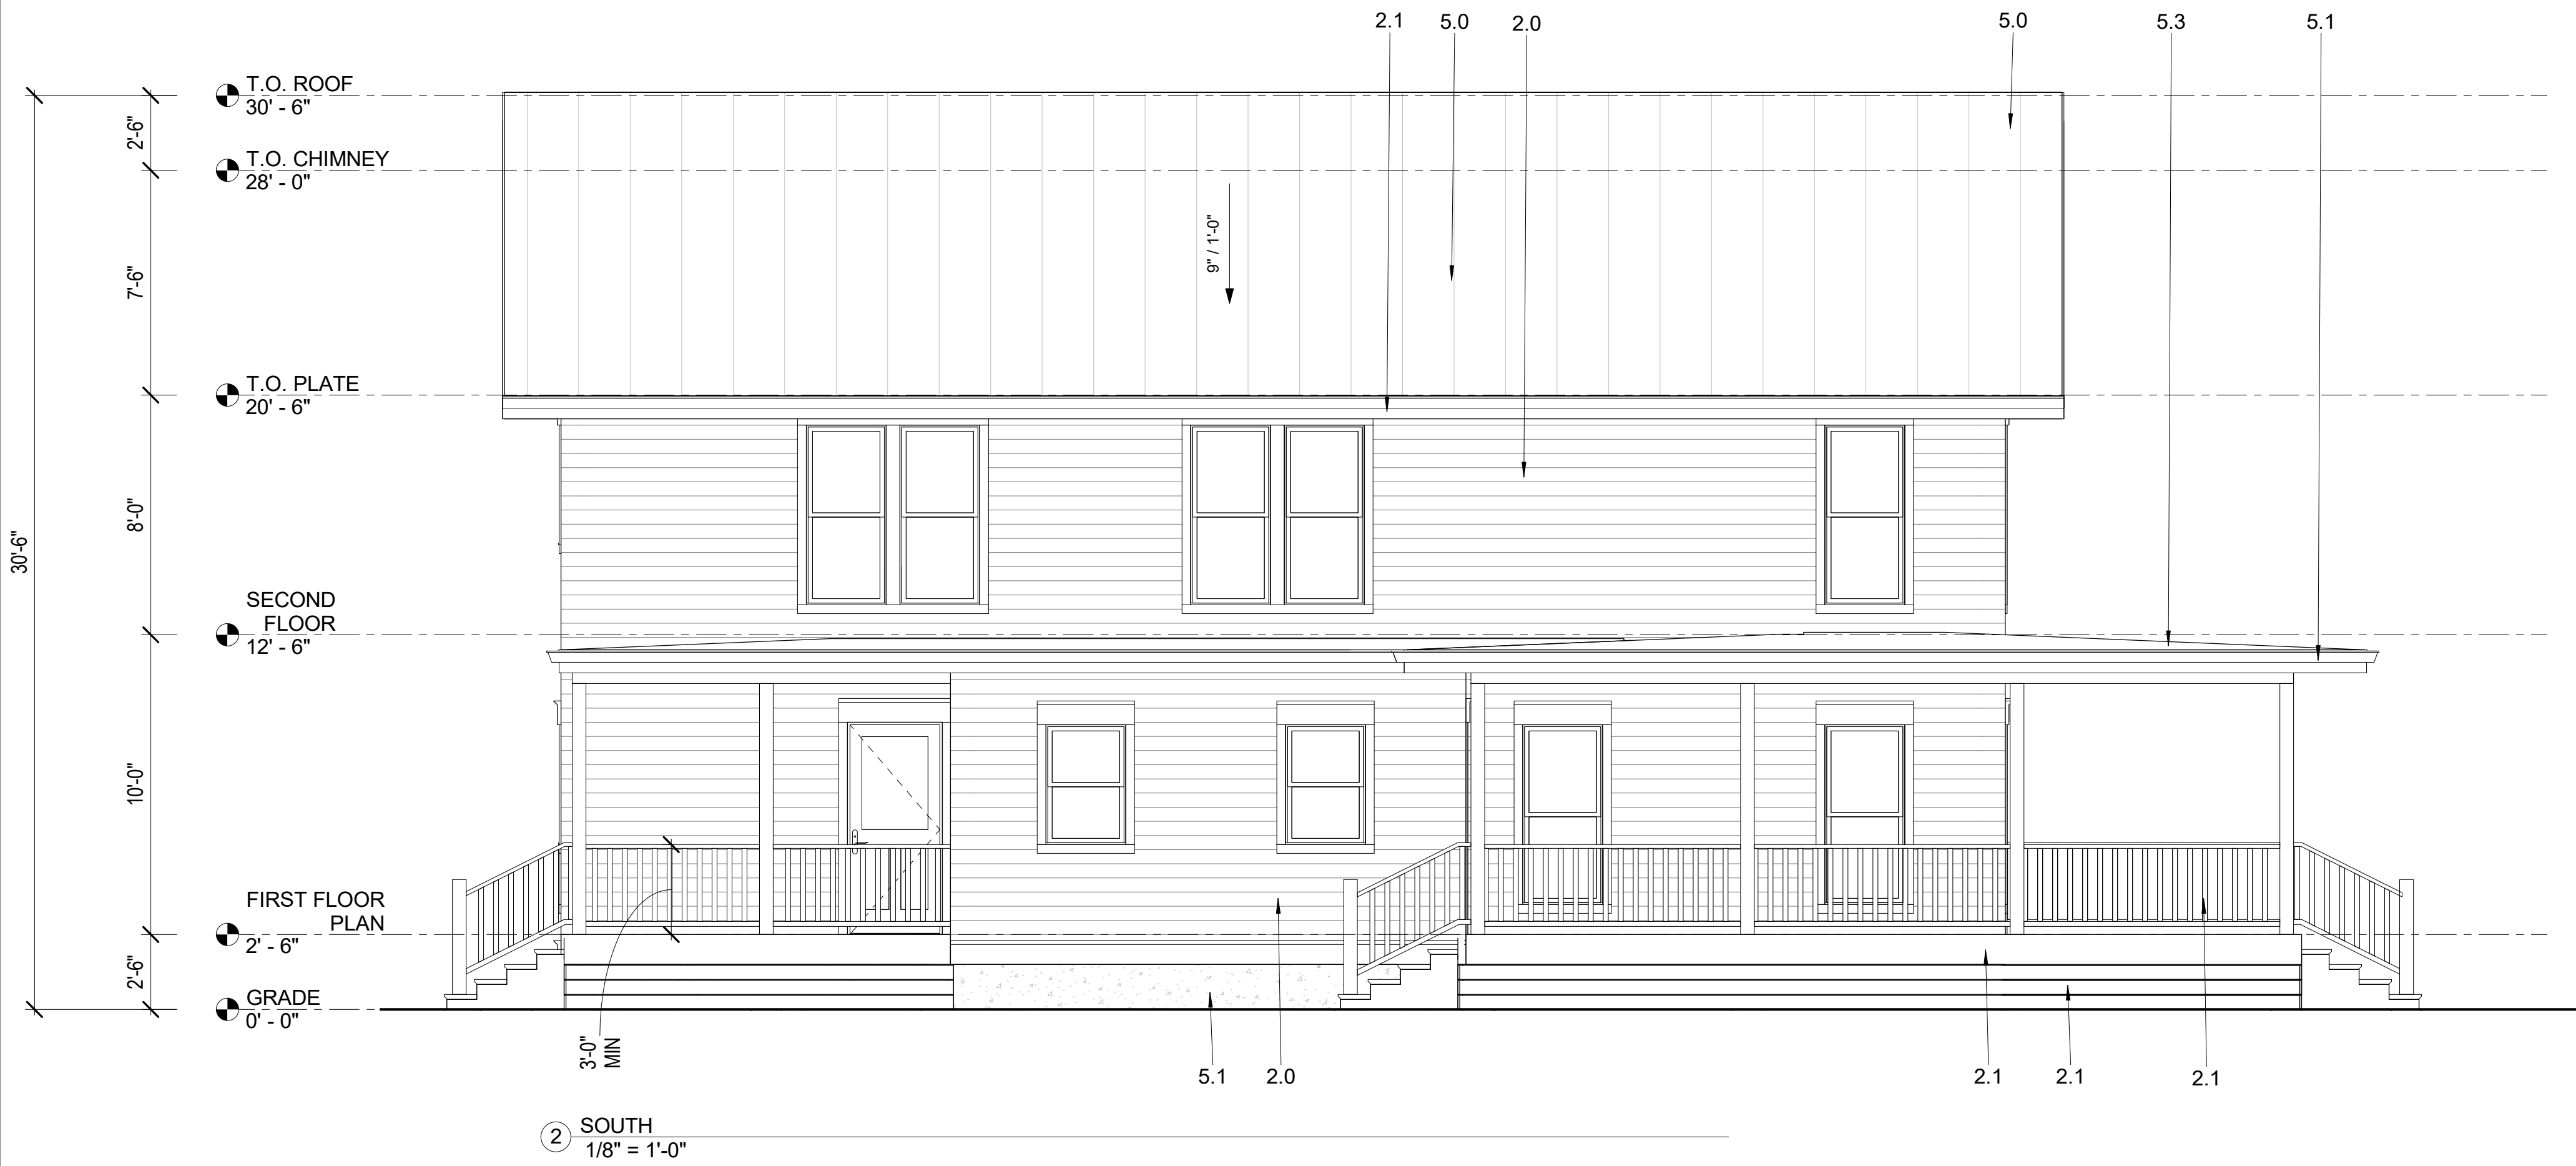 2.1 5.0 2.0 5.0 5.3 5.1
T.O. ROOF
30' - 6"
2'-6"
T.O. CHIMNEY
28' - 0"
9" / 1'-0"
7'-6"
T.O. PLATE
20' - 6"
8'-0"
30'-6"
SECOND
FLOOR
12' - 6"
10'-0"
FIRST FLOOR
PLAN
2' - 6"
2'-6"
GRADE
0' - 0"
3'-0"
MIN
5.1 2.0 2.1 2.1 2.1
2 SOUTH
1/8" = 1'-0"